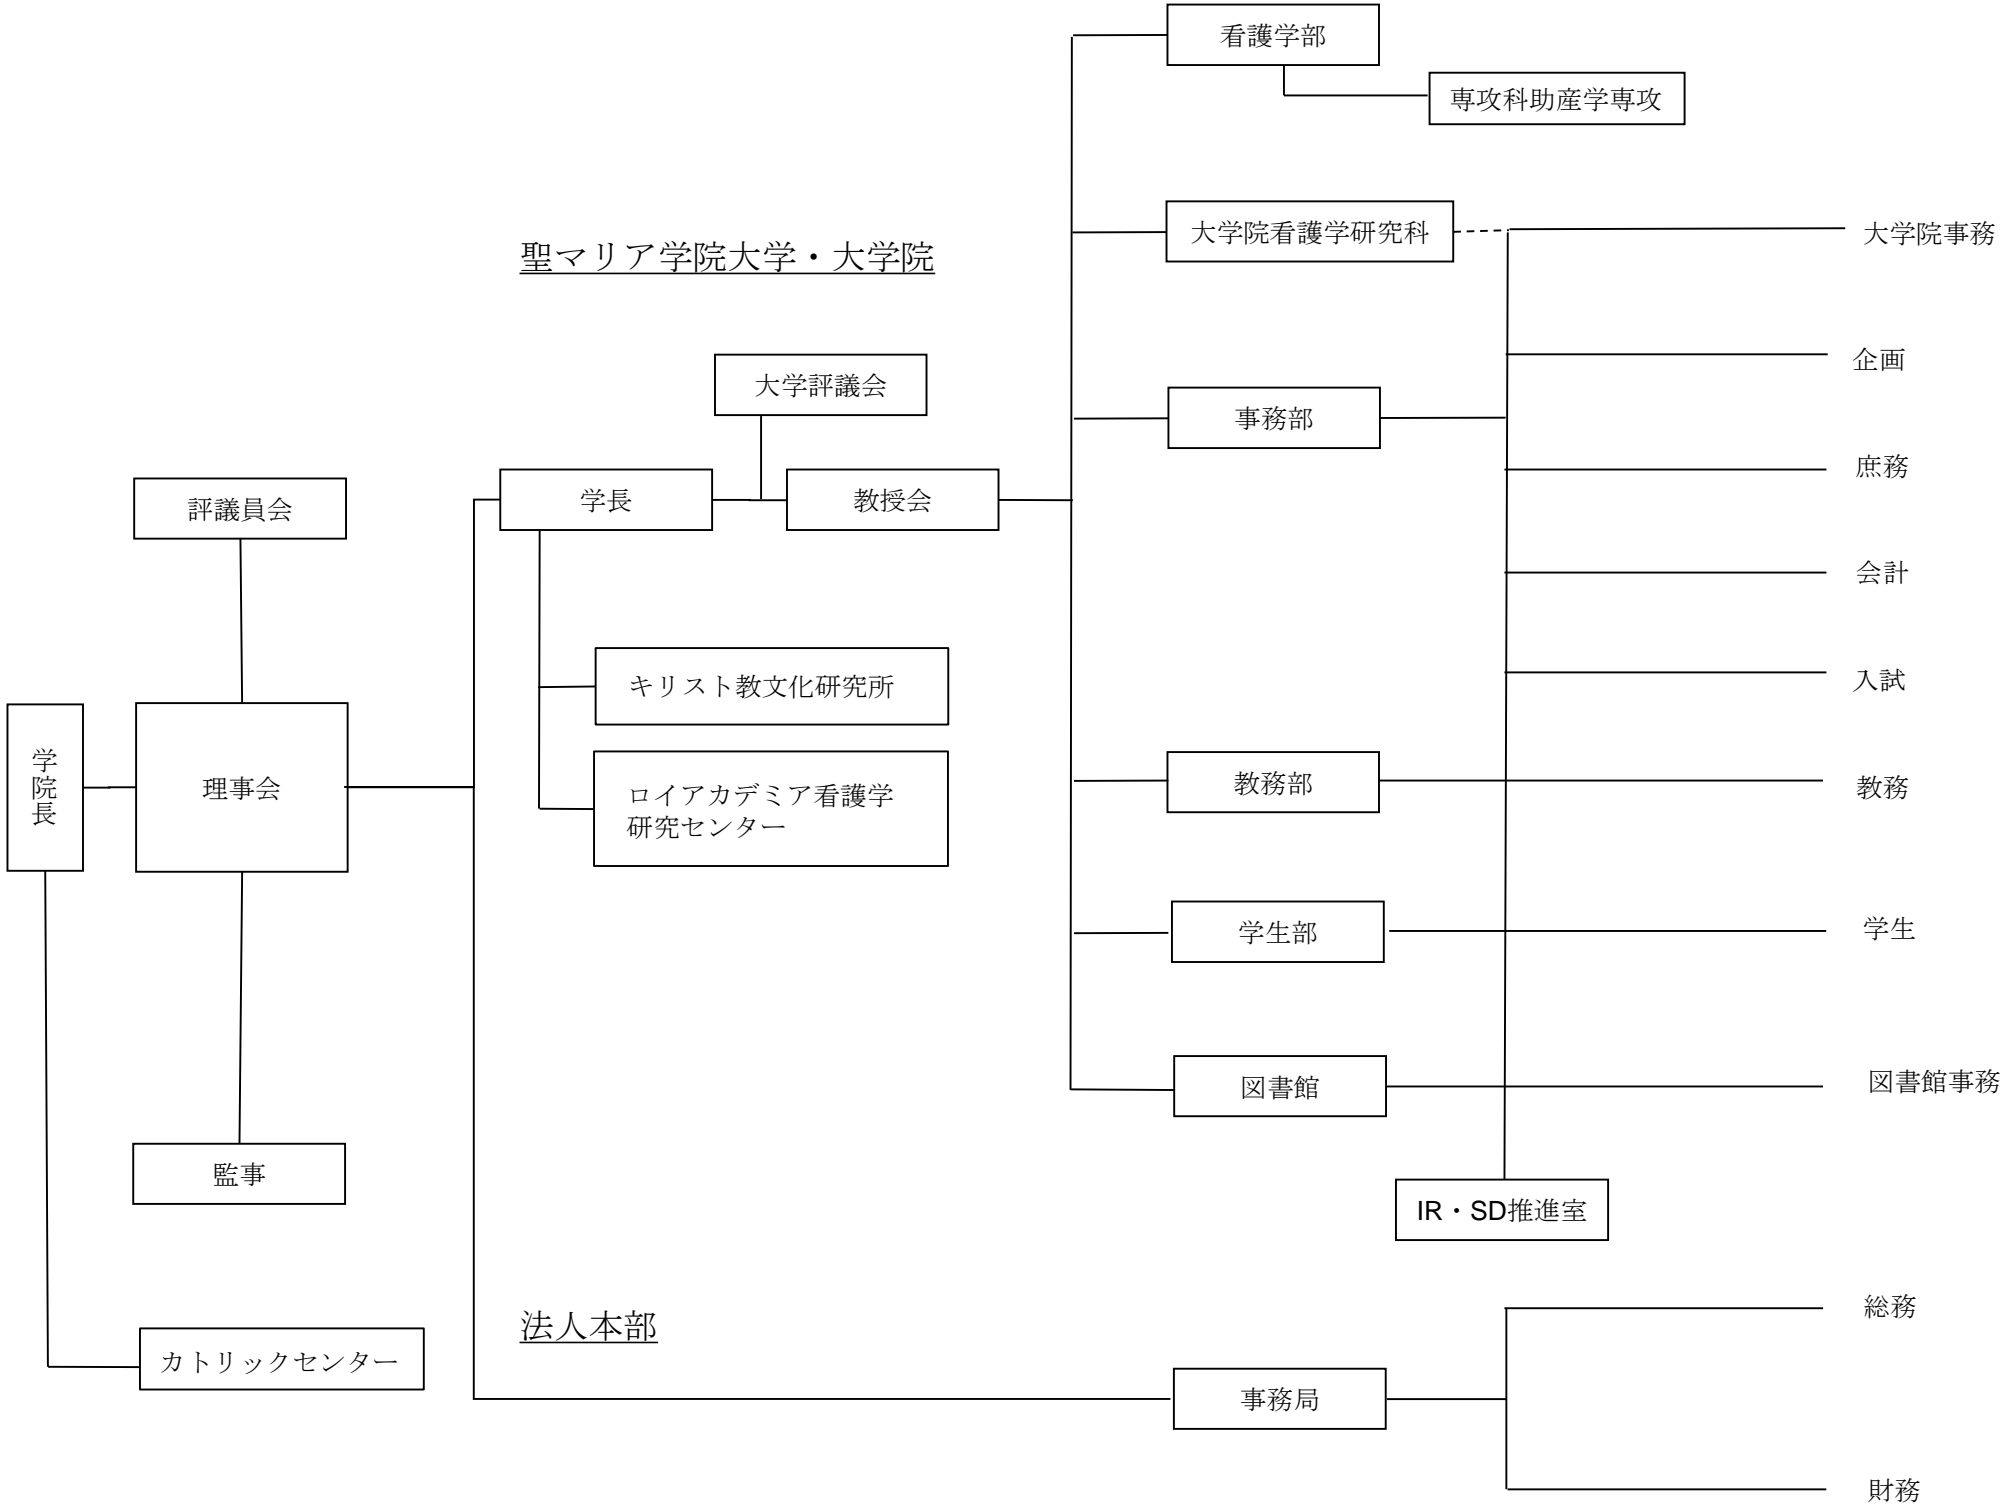 看護学部
専攻科助産学専攻
聖マリア学院大学・大学院
大学院看護学研究科
大学院事務
企画
大学評議会
事務部
庶務
評議員会
学長
教授会
会計
キリスト教文化研究所
入試
学院長
理事会
ロイアカデミア看護学
研究センター
教務部
教務
学生部
学生
図書館
図書館事務
監事
IR・SD推進室
法人本部
総務
カトリックセンター
事務局
財務